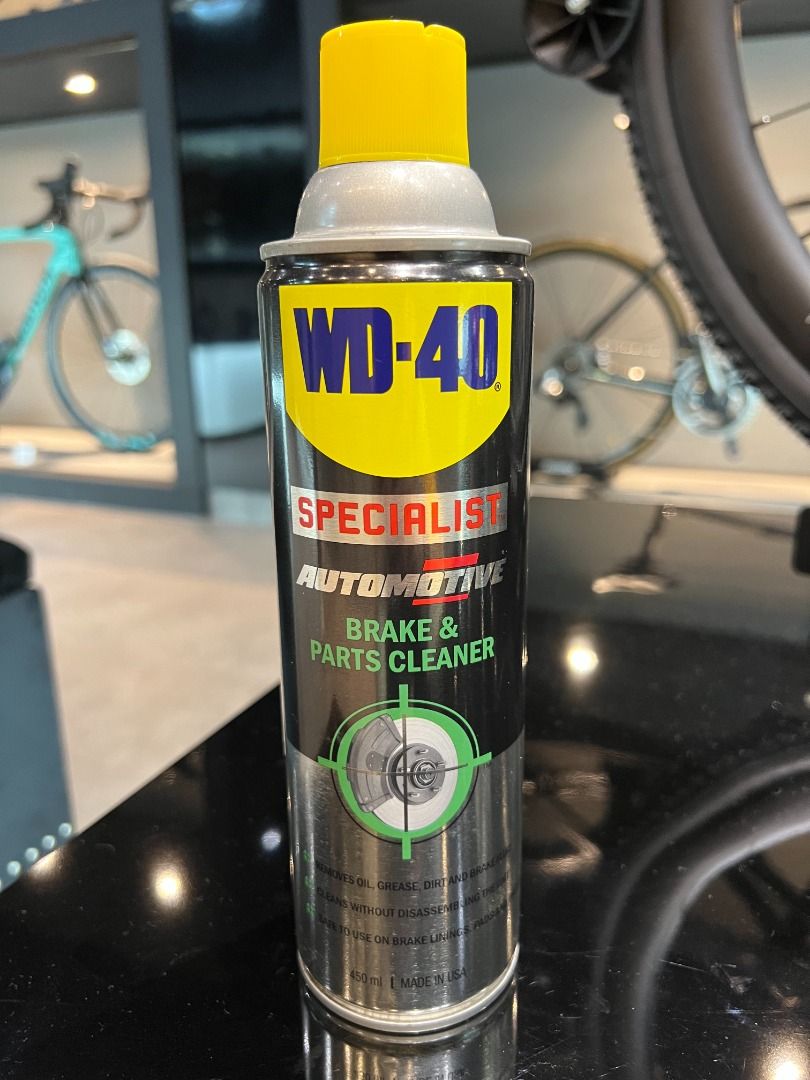 WD-40
®
SPECIALIST
AUTOMOTIVE
BRAKE &
PARTS CLEANER
REMOVES OIL, GREASE, DIRT AND BRAKE
CLEANS WITHOUT DISASSEMBLING THE
SAFE TO USE ON BRAKE LININGS, PADS
450 ml | MADE IN USA